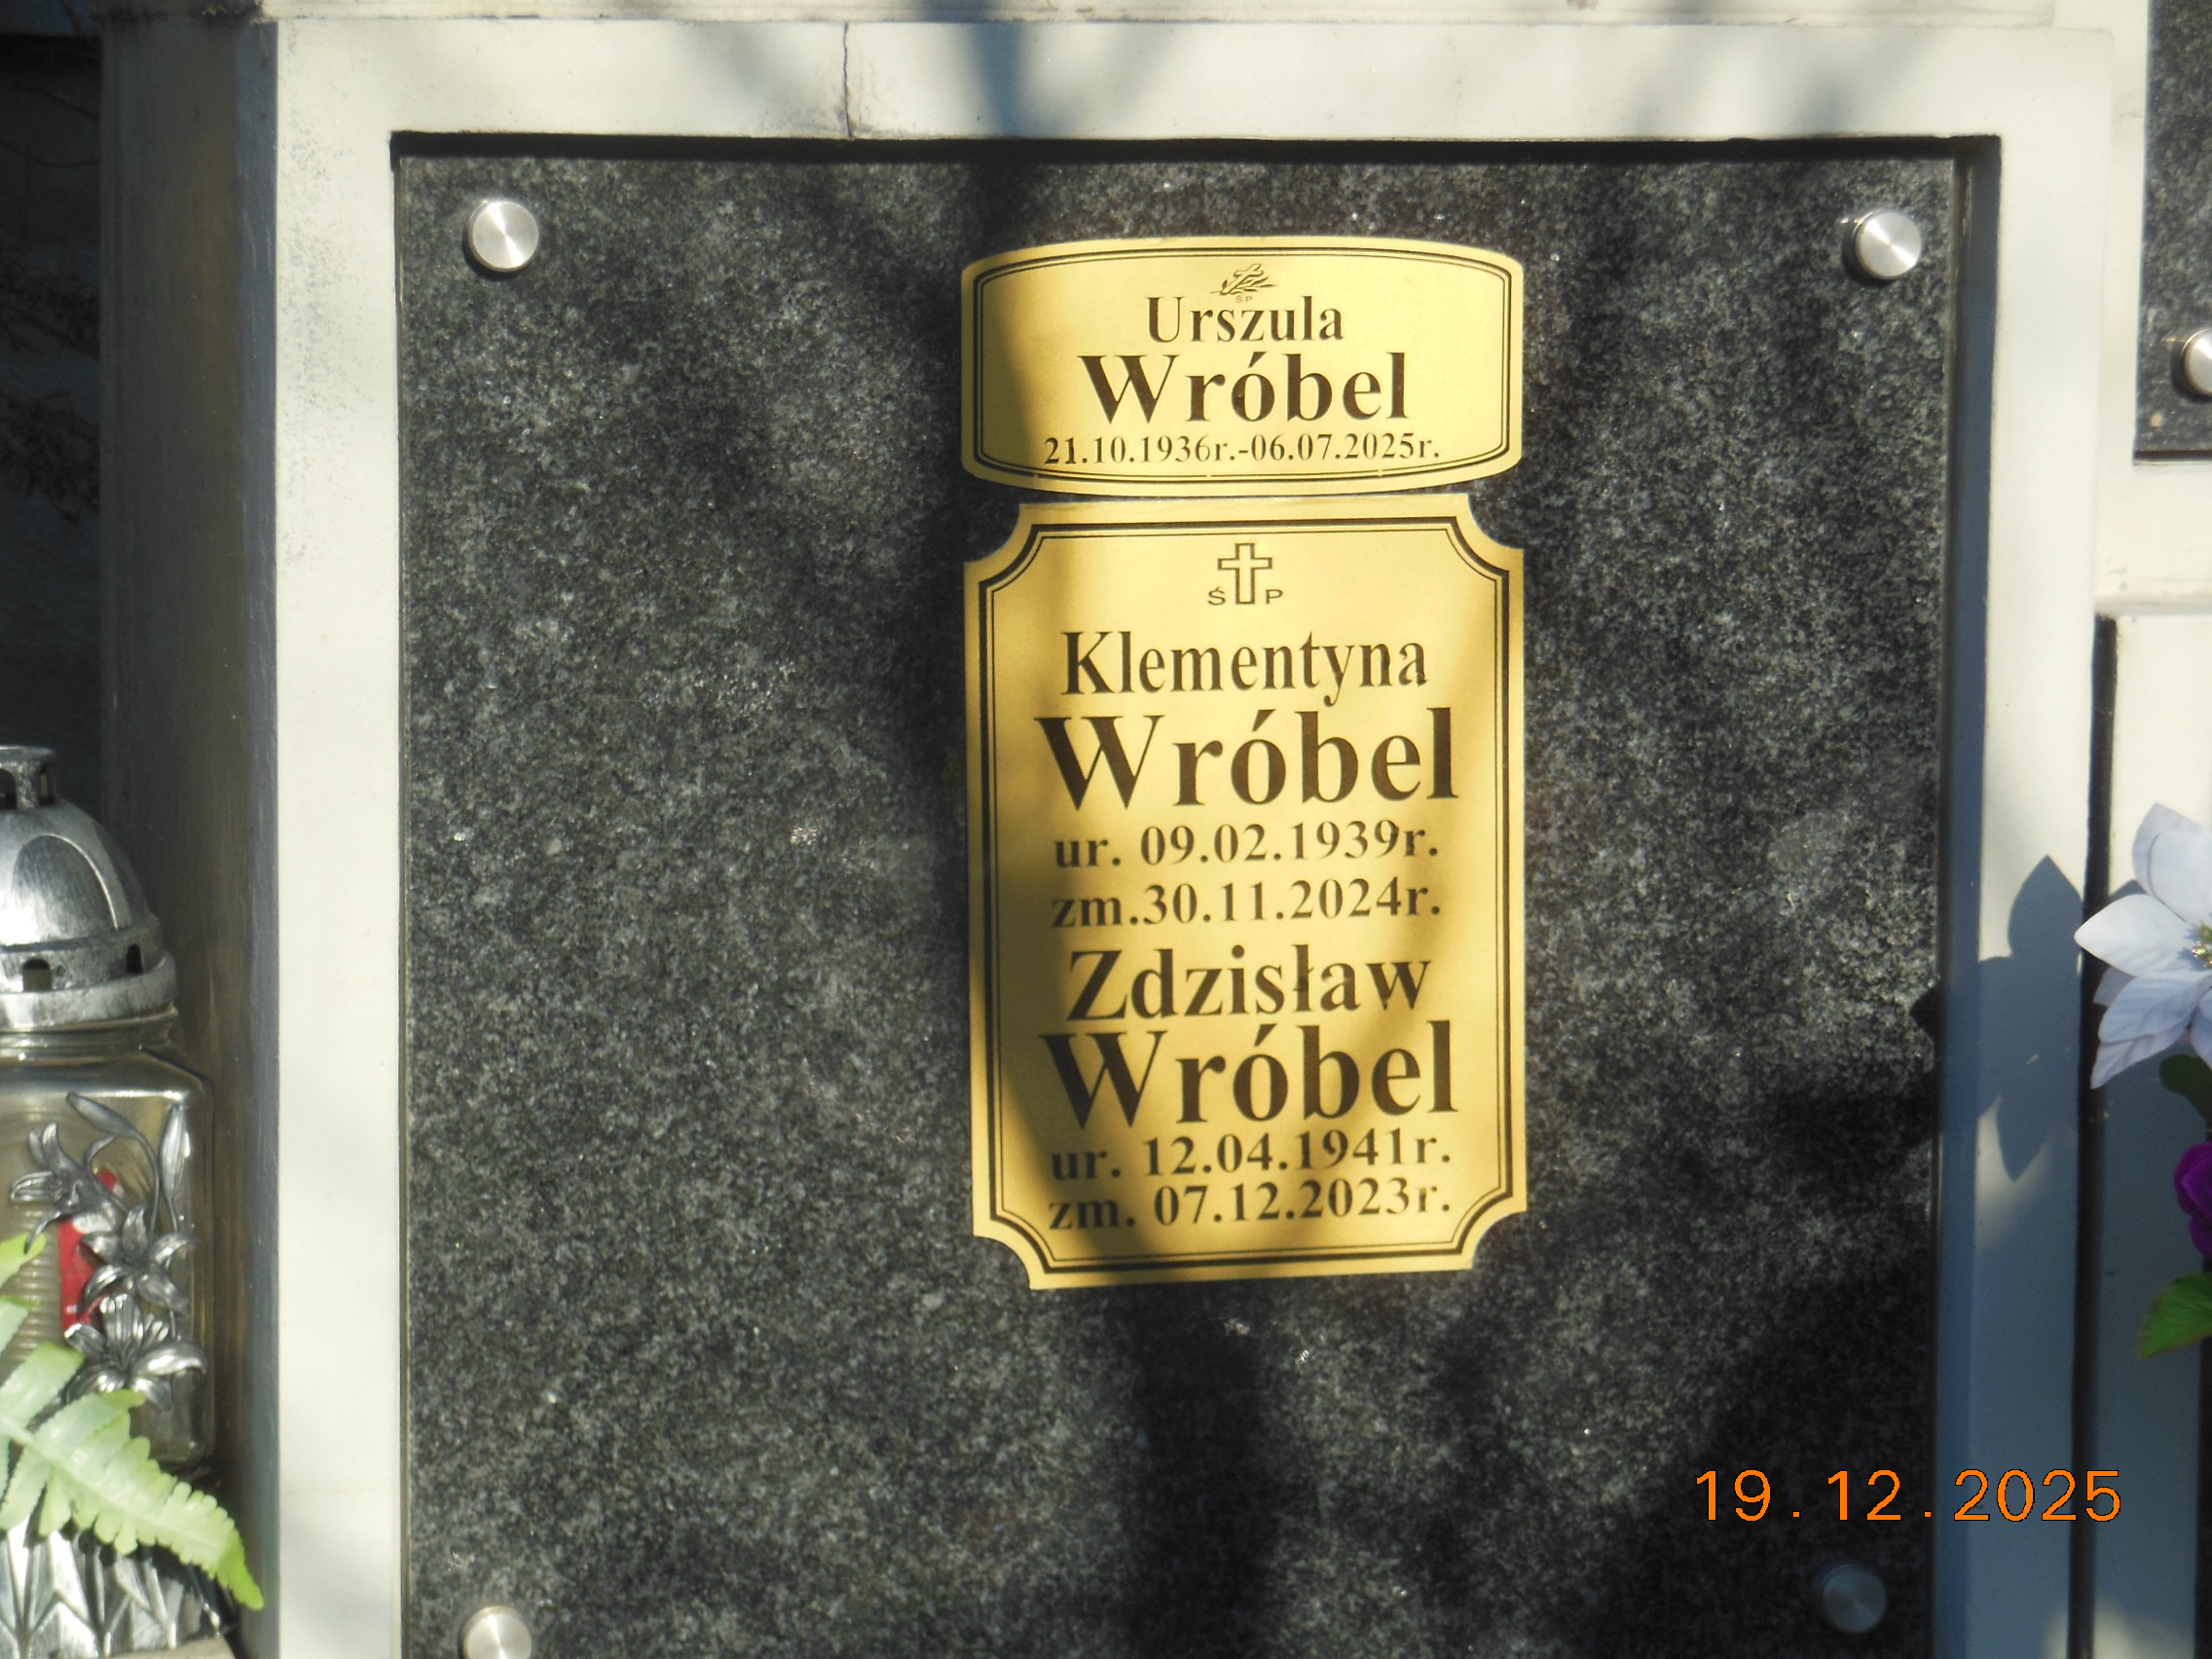 ŚP
Urszula
Wróbel
21.10.1936r.-06.07.2025r.
Ś P
Klementyna
Wróbel
ur. 09.02.1939r.
zm.30.11.2024r.
Zdzisław
Wróbel
ur. 12.04.1941r.
zm. 07.12.2023r.
19.12.2025